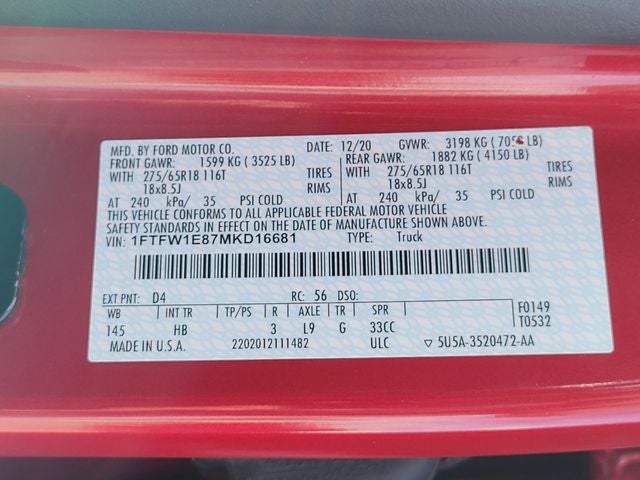 MFD. BY FORD MOTOR CO. DATE: 12/20 GVWR: 3198 KG ( LB)
FRONT GAWR: 1599 KG ( 3525 LB) REAR GAWR: 1882 KG ( 4150 LB)
WITH 275/65R18 116T TIRES WITH 275/65R18 116T TIRES
18x8.5J RIMS 18x8.5J RIMS
AT 240 kPa/ 35 PSI COLD AT 240 kPa/ 35 PSI COLD
THIS VEHICLE CONFORMS TO ALL APPLICABLE FEDERAL MOTOR VEHICLE
SAFETY STANDARDS IN EFFECT ON THE DATE OF MANUFACTURE SHOWN ABOVE.
VIN: 1FTFW1E87MKD16681 TYPE: Truck
EXT PNT: D4 RC: 56 DSO: F0149
WB INT TR TP/PS R AXLE TR SPR T0532
145 HB 3 L9 G 33CC
MADE IN U.S.A. 2202012111482 ULC ▽ 5U5A-3520472-AA